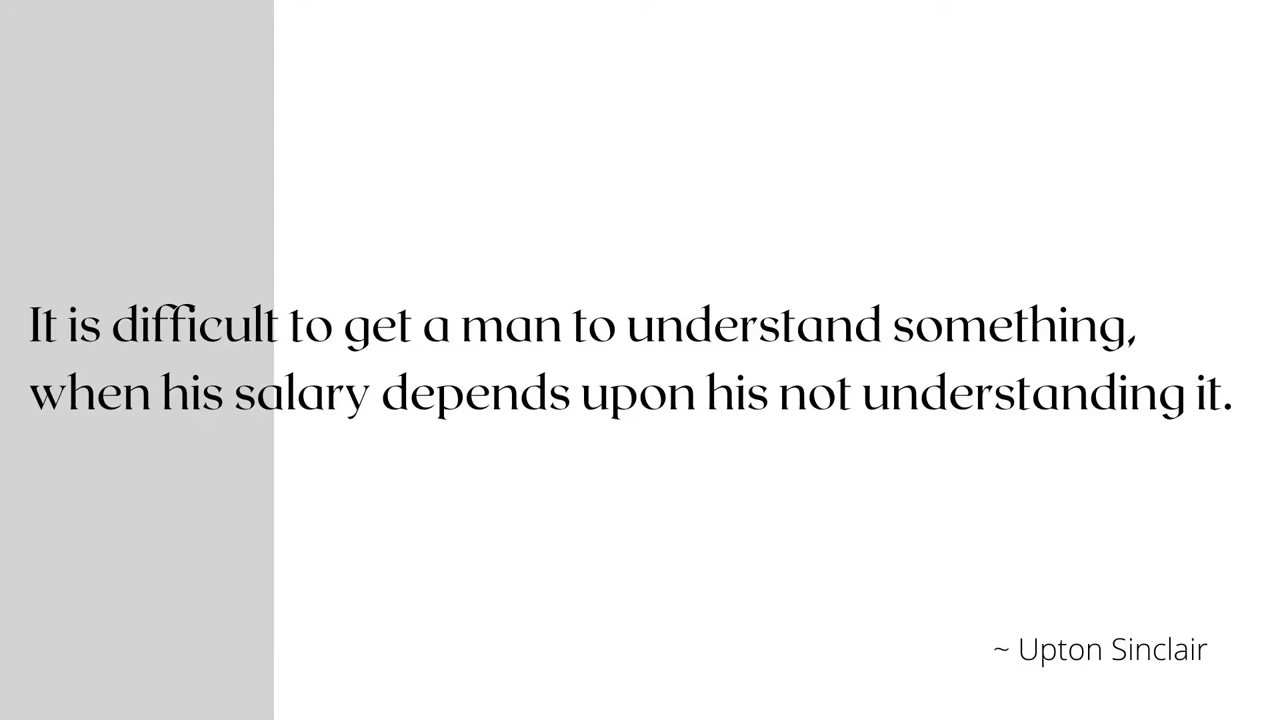 It is difficult to get a man to understand something,
when his salary depends upon his not understanding it.
~ Upton Sinclair